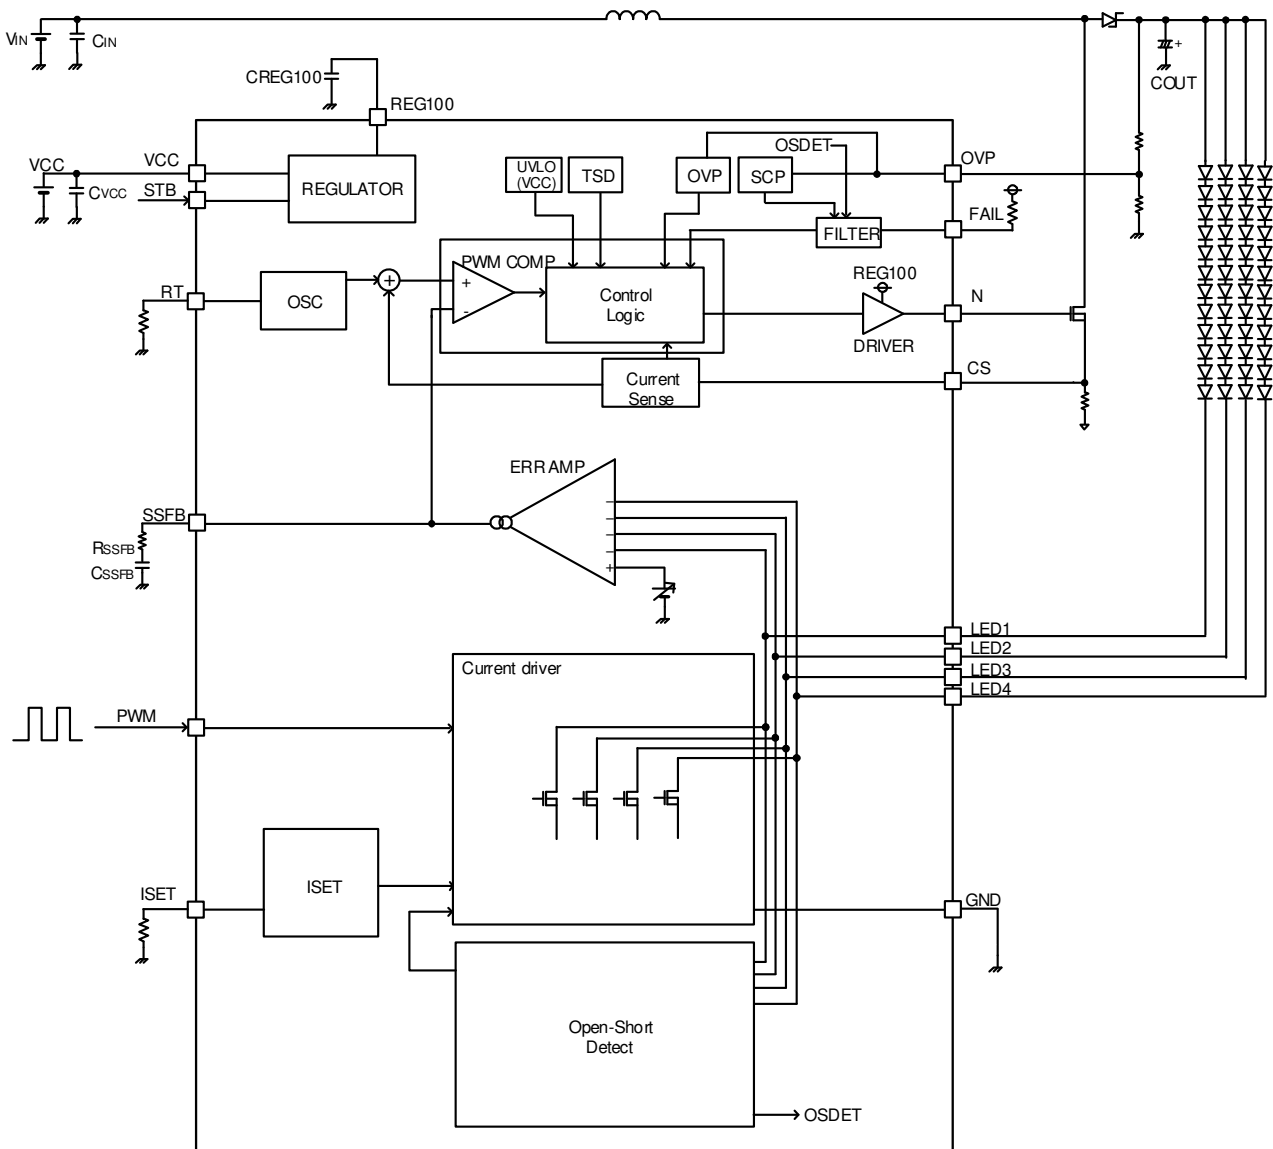 VIN
CIN
COUT
CREG100
REG100
VCC
CVCC
VCC
STB
REGULATOR
UVLO
(VCC)
TSD
OSDET
OVP
SCP
OVP
FAIL
FILTER
PWM COMP
+
-
Control
Logic
REG100
DRIVER
N
RT
OSC
+
CS
Current
Sense
ERR AMP
SSFB
RSSFB
CSSFB
LED1
LED2
LED3
LED4
Current driver
PWM
ISET
ISET
GND
Open-Short
Detect
OSDET